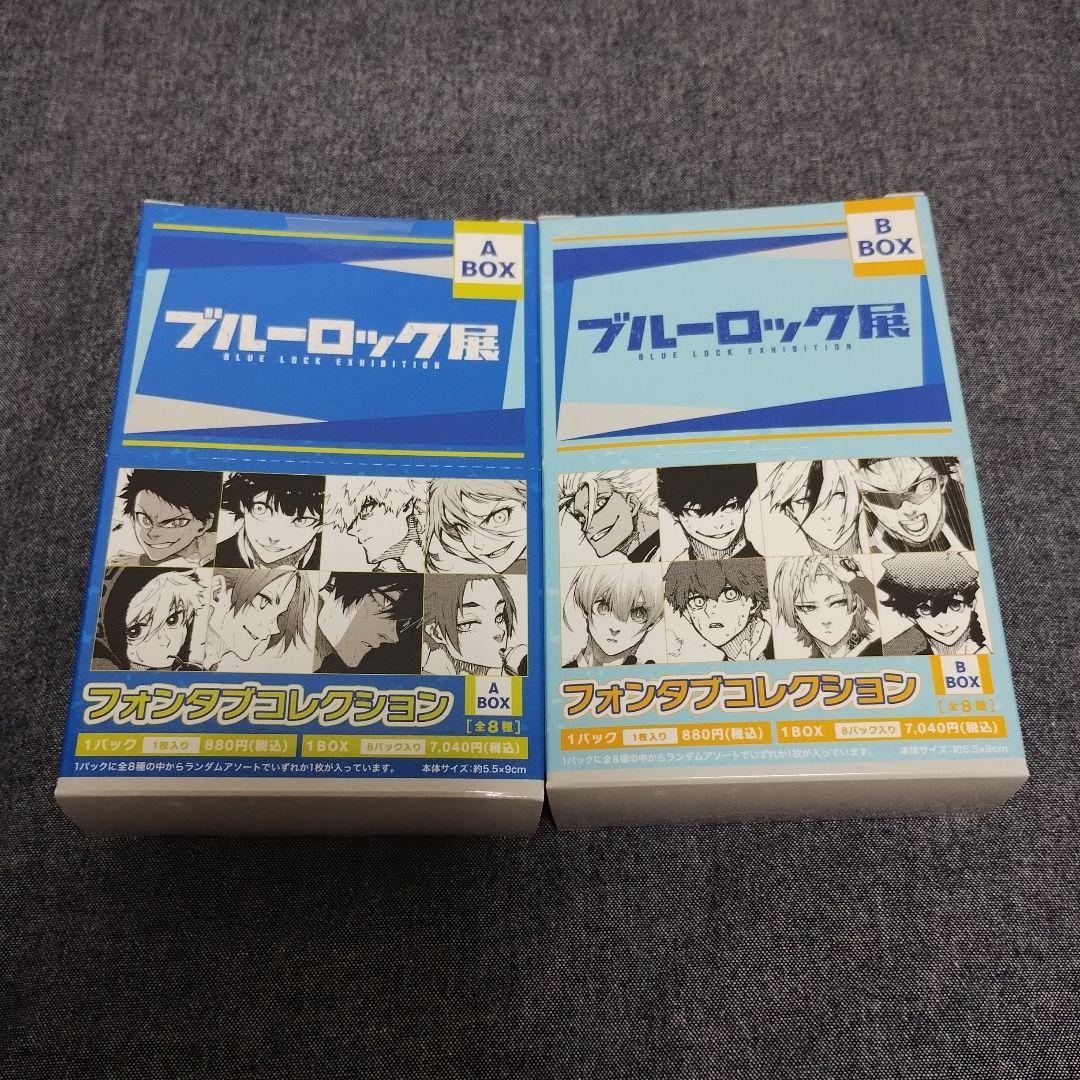 A
BOX
ブルーロック展
BLUE LOCK EXHIBITION
フォンタブコレクション
A
BOX
[全8種]
1パック 1枚入り 880円(税込) 1BOX 8パック入り 7,040円(税込)
1パックに全8種の中からランダムアソートでいずれか1枚が入っています。 本体サイズ:約5.5×9cm
B
BOX
ブルーロック展
BLUE LOCK EXHIBITION
フォンタブコレクション
B
BOX
[全8種]
1パック 1枚入り 880円(税込) 1BOX 8パック入り 7,040円(税込)
1パックに全8種の中からランダムアソートでいずれか1枚が入っています。 本体サイズ:約5.5×9cm